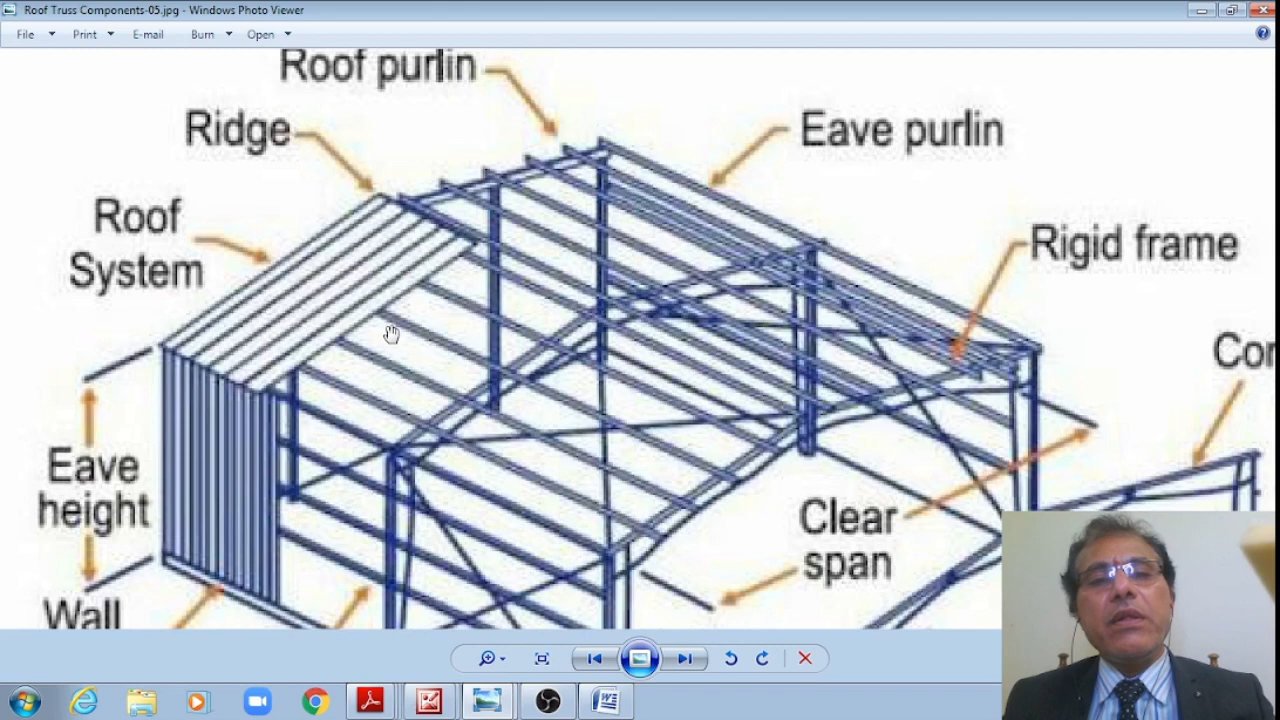 Roof Truss Components-05.jpg - Windows Photo Viewer
File Print E-mail Burn Open
Roof purlin
Ridge
Eave purlin
Roof
System
Rigid frame
Eave
height
Clear
span
Wall